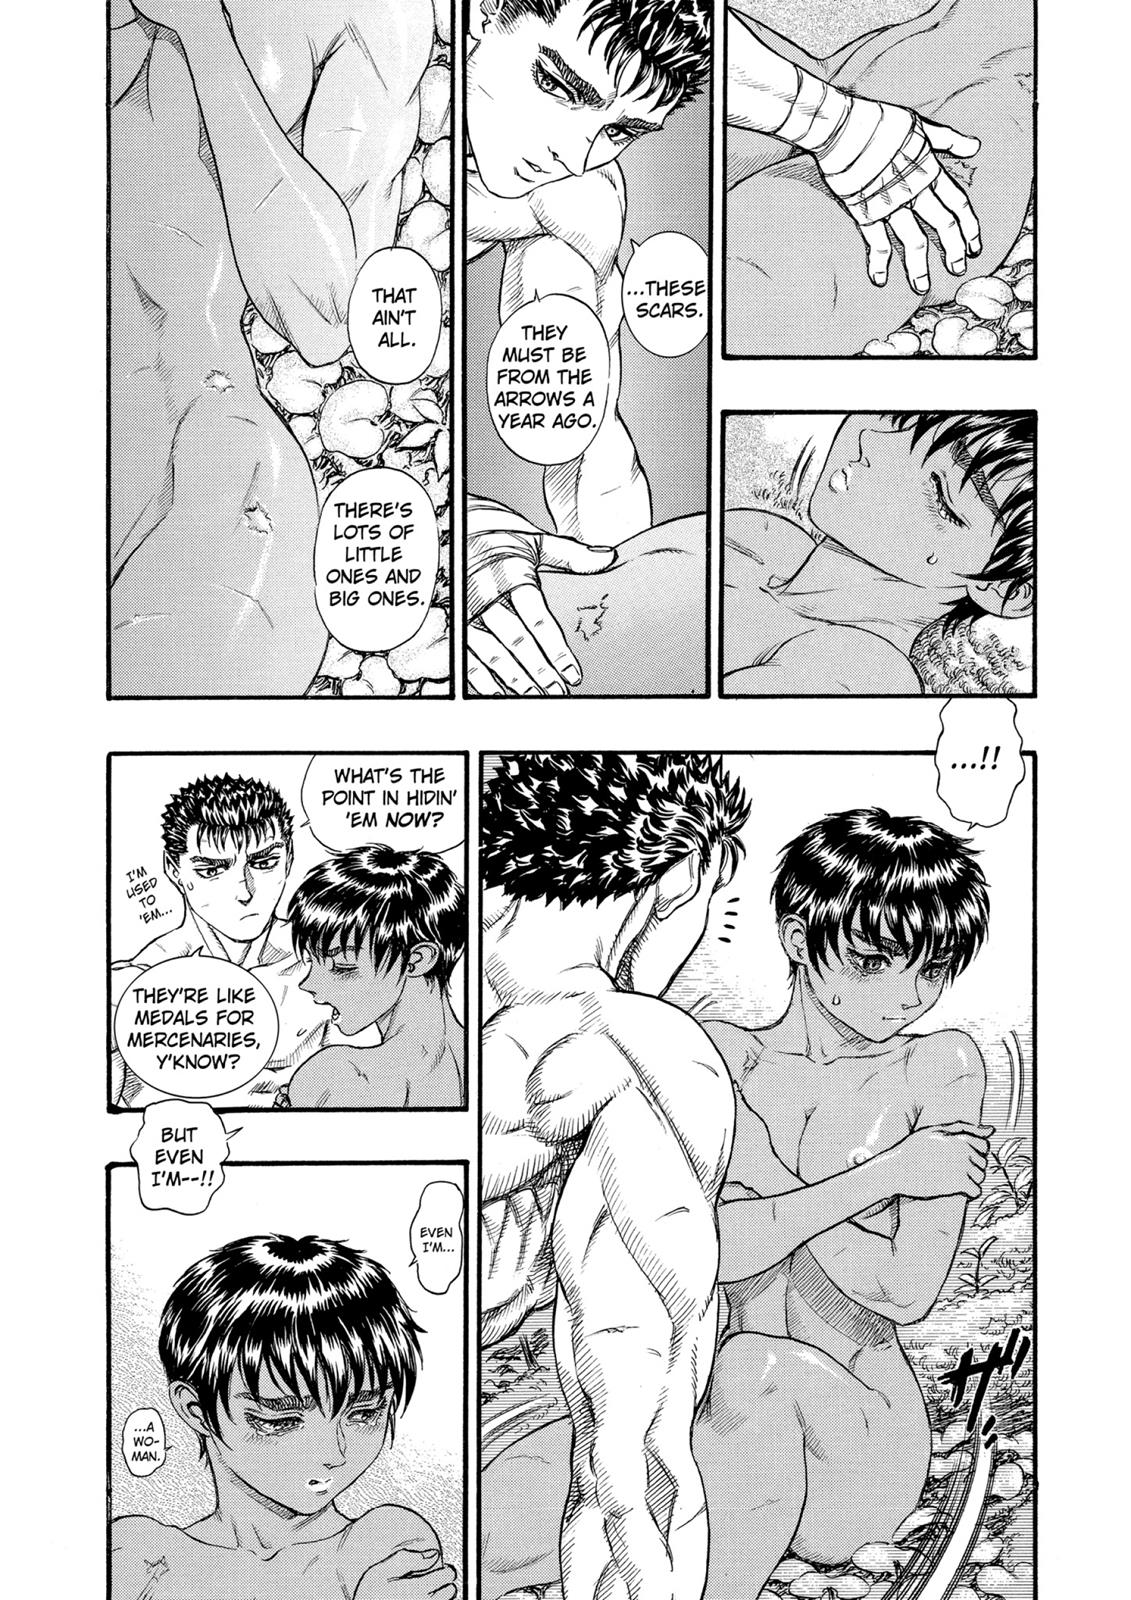 ...THESE
SCARS.
THEY
MUST BE
FROM THE
ARROWS A
YEAR AGO.
THAT
AIN'T
ALL.
THERE'S
LOTS OF
LITTLE
ONES AND
BIG ONES.
...!!
ザッ
WHAT'S THE
POINT IN HIDIN'
'EM NOW?
I'M
USED
TO
'EM...
THEY'RE LIKE
MEDALS FOR
MERCENARIES,
Y'KNOW?
BUT
EVEN
I'M--!!
EVEN
I'M...
...A
WO-
MAN.